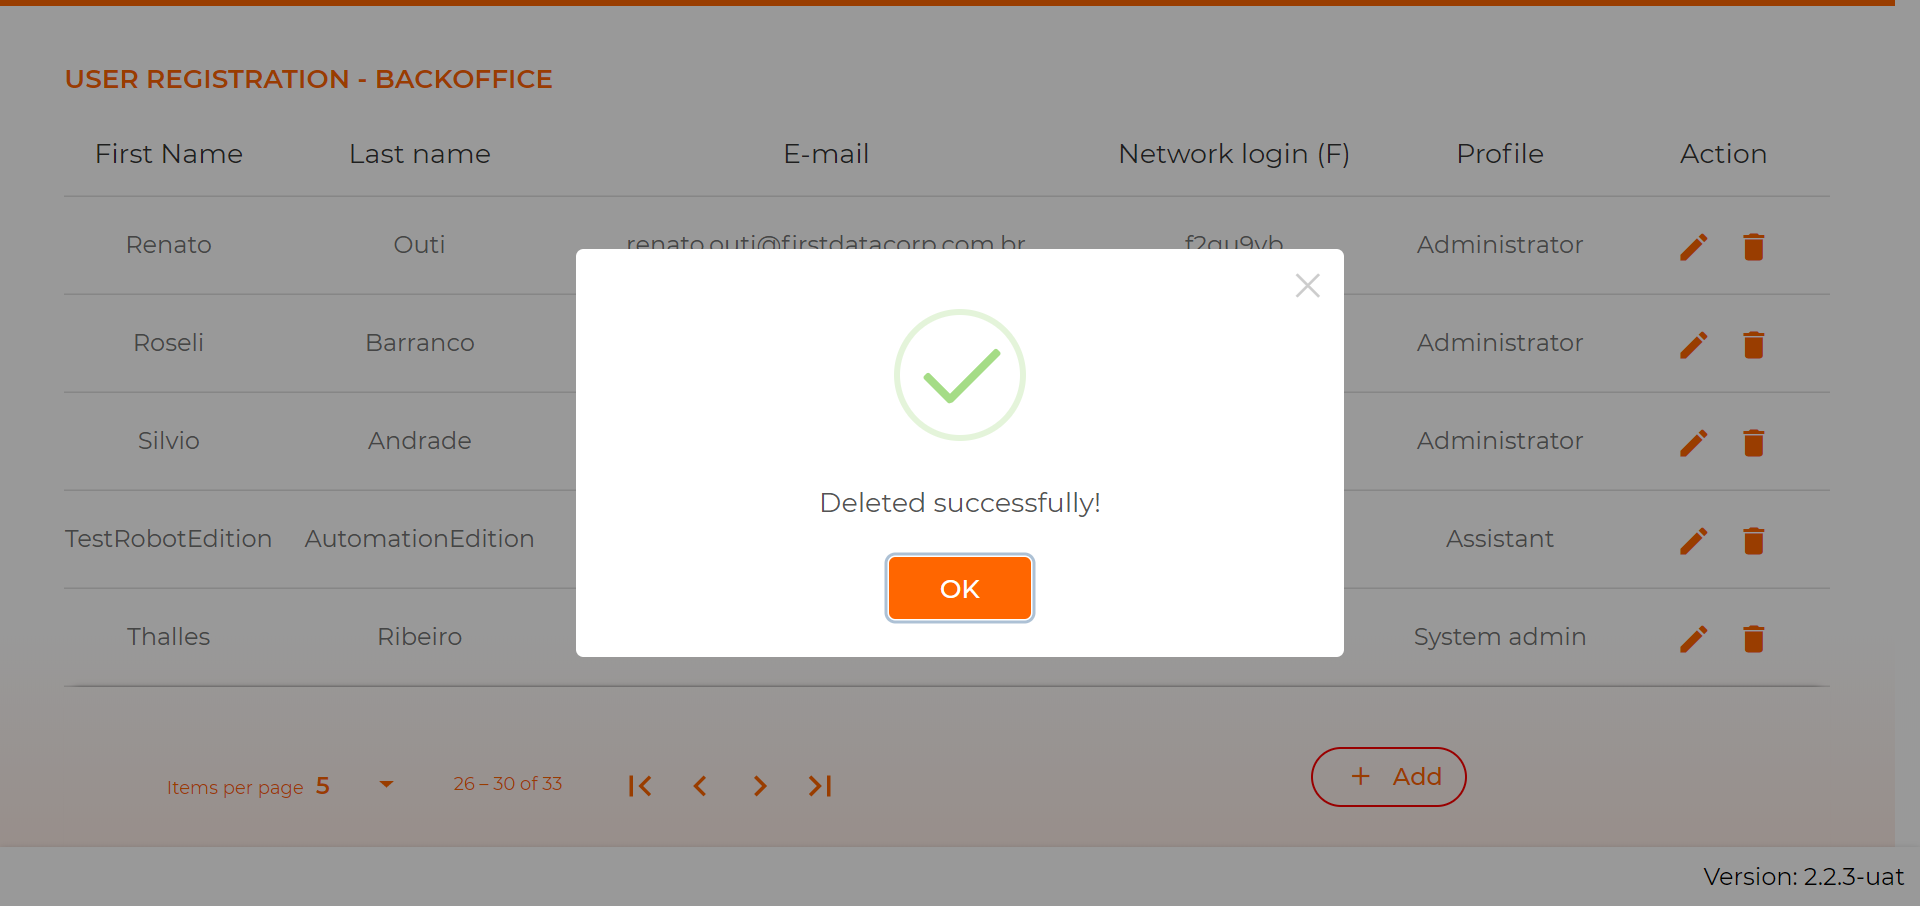 USER REGISTRATION - BACKOFFICE
First Name Last name E-mail Network login (F) Profile Action
Renato Outi renato.outi@firstdatacorp.com.br Administrator
Roseli Barranco Administrator
Silvio Andrade Administrator
Deleted successfully!
TestRobotEdition AutomationEdition Assistant
OK
Thalles Ribeiro System admin
Items per page 5 26 – 30 of 33 + Add
Version: 2.2.3-uat